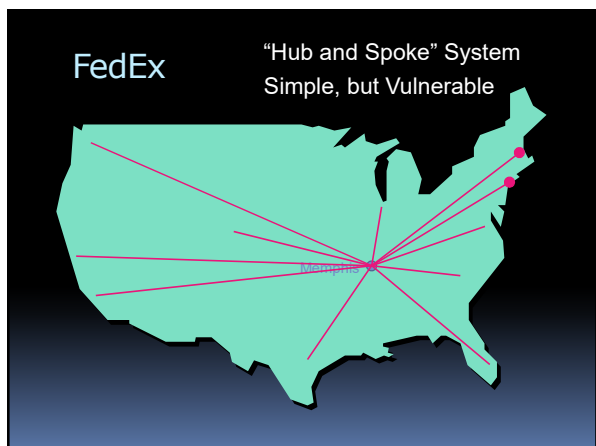 FedEx
“Hub and Spoke” System
Simple, but Vulnerable
Memphis